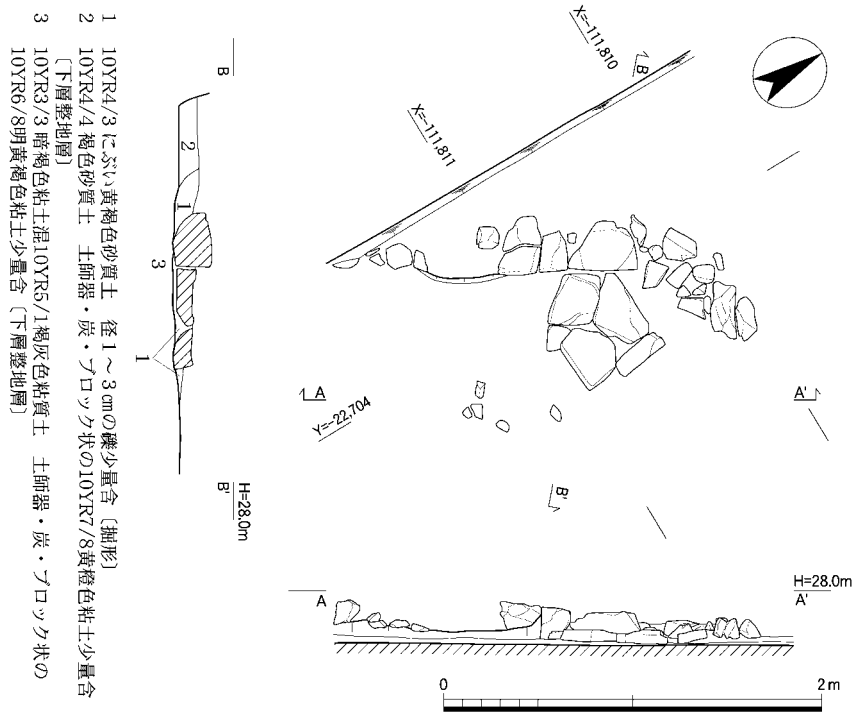 1　10YR4/3 にぶい黄褐色砂質土　径1～3cmの礫少量含〔掘形〕
2　10YR4/4 褐色砂質土　土師器・炭・ブロック状の10YR7/8黄橙色粘土少量含
〔下層整地層〕
3　10YR3/3 暗褐色粘土混10YR5/1褐灰色粘質土　土師器・炭・ブロック状の
10YR6/8明黄褐色粘土少量含〔下層整地層〕
B
2
1
3
1
B'
H=28.0m
X=-111,810
B
X=-111,811
A
A'
Y=-22,704
B'
H=28.0m
A
A'
0
2m